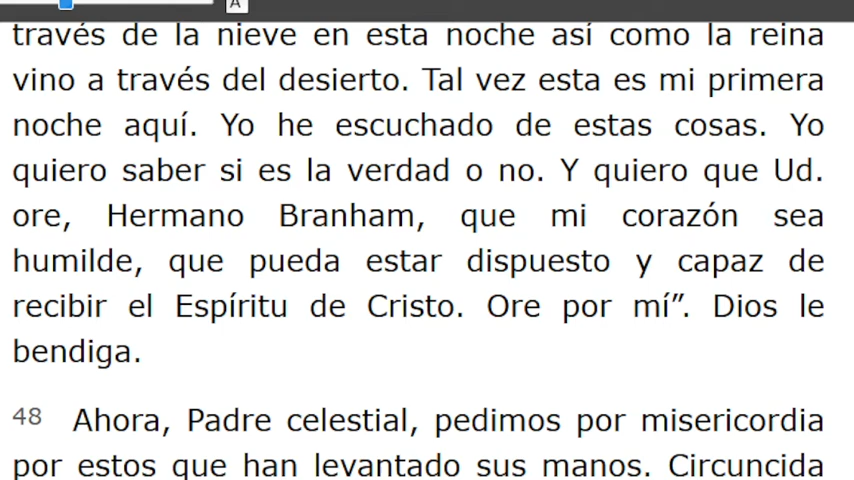 A
través de la nieve en esta noche así como la reina
vino a través del desierto. Tal vez esta es mi primera
noche aquí. Yo he escuchado de estas cosas. Yo
quiero saber si es la verdad o no. Y quiero que Ud.
ore, Hermano Branham, que mi corazón sea
humilde, que pueda estar dispuesto y capaz de
recibir el Espíritu de Cristo. Ore por mí”. Dios le
bendiga.
48 Ahora, Padre celestial, pedimos por misericordia
por estos que han levantado sus manos. Circuncida